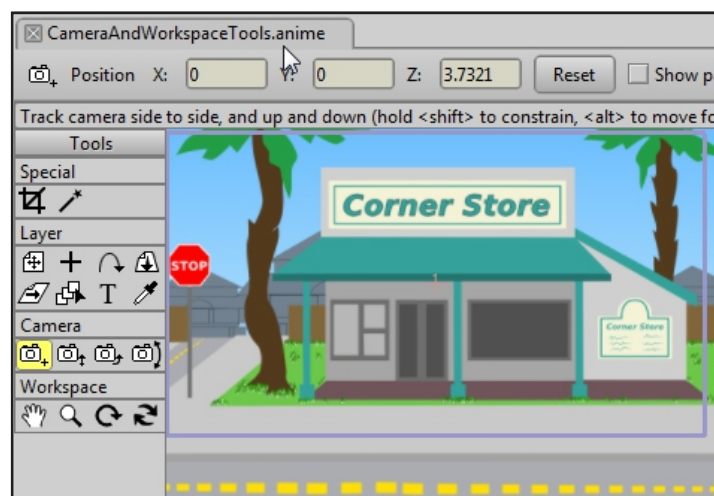 CameraAndWorkspaceTools.anime
Position X: 0 Y: 0 Z: 3.7321 Reset Show p
Track camera side to side, and up and down (hold <shift> to constrain, <alt> to move fo
Tools
Special
Layer
T
Camera
Workspace
Corner Store
STOP
1
Corner Store